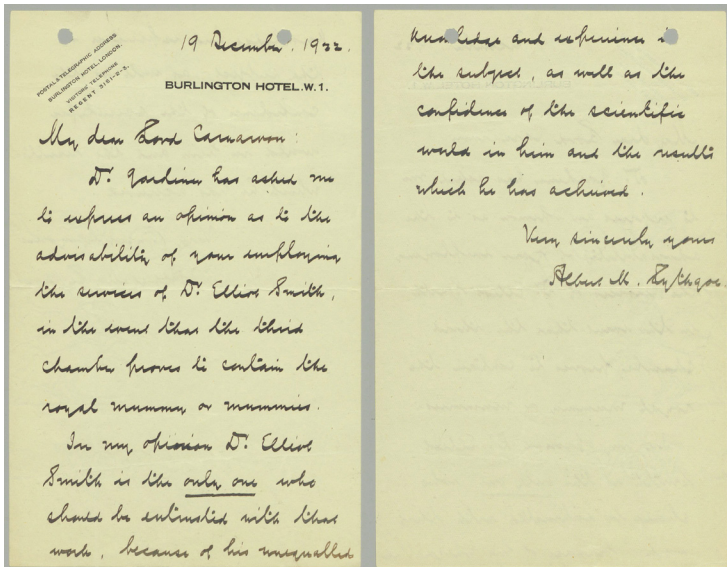 POSTAL & TELEGRAPHIC ADDRESS
BURLINGTON HOTEL, LONDON.
VISITORS' TELEPHONE
REGENT 3121-2-3.
19 December. 1922.
BURLINGTON HOTEL. W.1.
My dear Lord Carnarvon:
Dr. Gardiner has asked me
to express an opinion as to the
advisability of your employing
the services of Dr. Elliot Smith,
in the event that the third
chamber proves to contain the
royal mummy or mummies.
In my opinion Dr. Elliot
Smith is the only one who
should be entrusted with that
work, because of his unequalled
knowledge and experience in
the subject, as well as the
confidence of the scientific
world in him and the results
which he has achieved.
Very sincerely yours
Albert M. Lythgoe